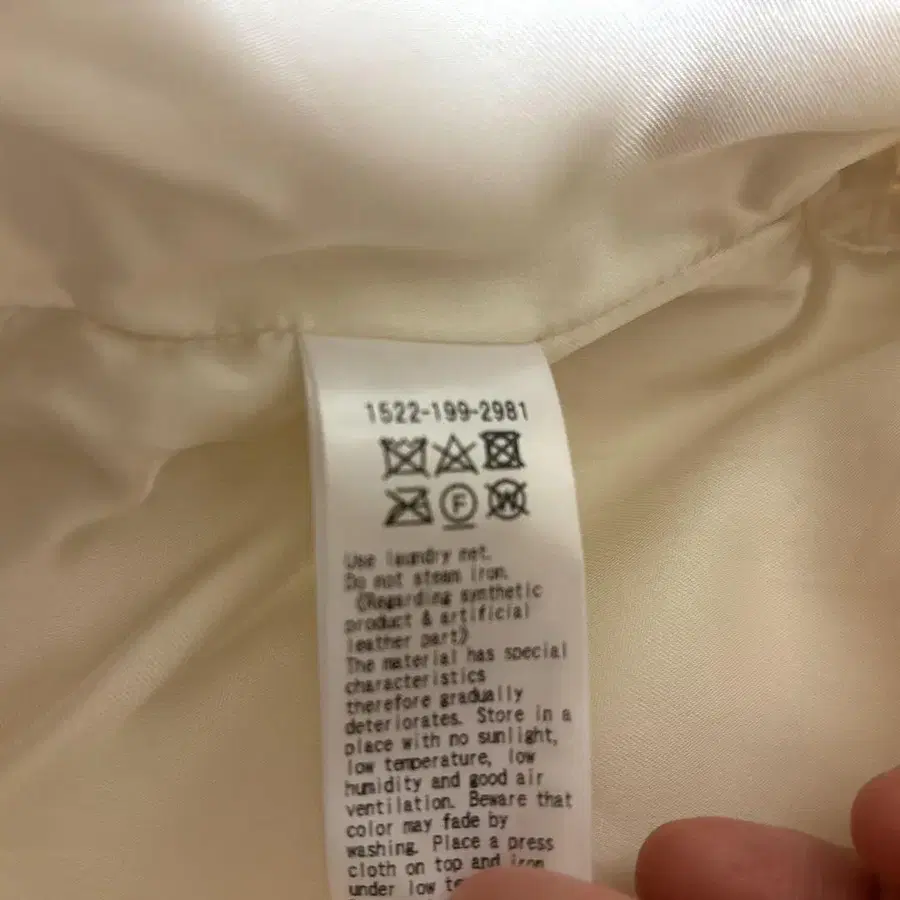 1522-199-2981
F
W
Use laundry net.
Do not steam iron.
(Regarding synthetic
product & artificial
leather part)
The material has special
characteristics
therefore gradually
deteriorates. Store in a
place with no sunlight,
low temperature, low
humidity and good air
ventilation. Beware that
color may fade by
washing. Place a press
cloth on top and iron
under low